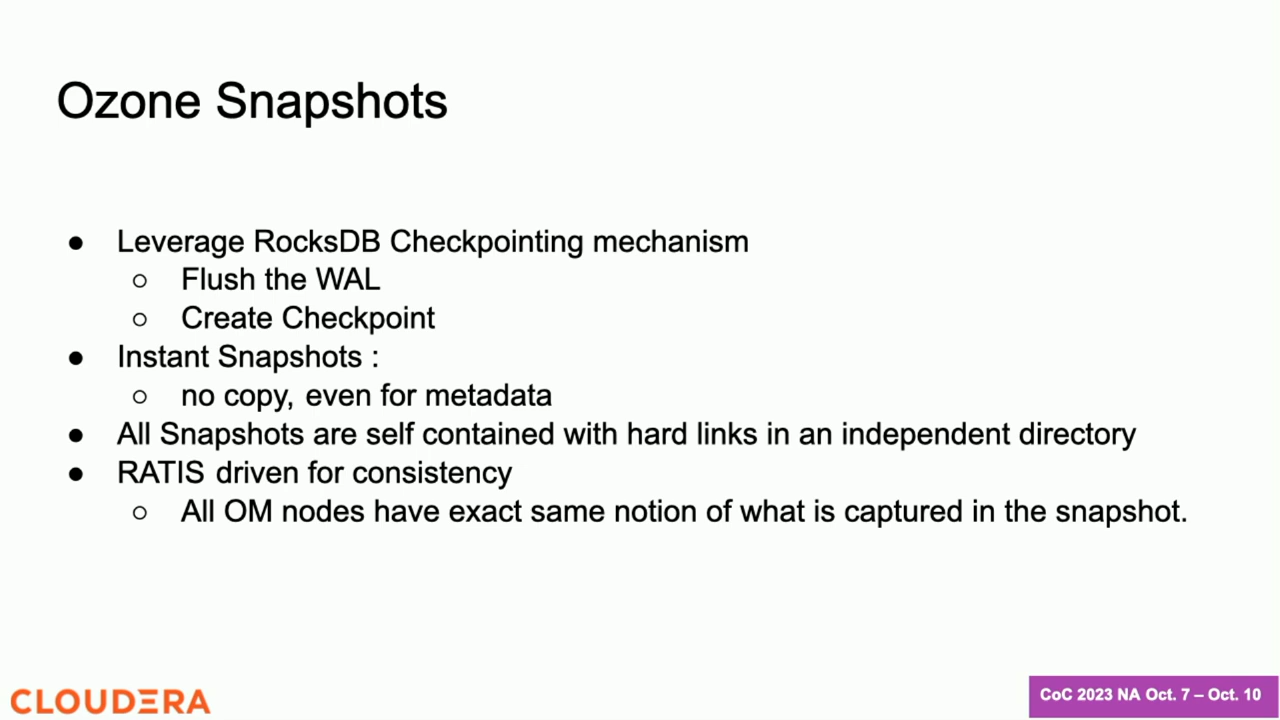 Ozone Snapshots
● Leverage RocksDB Checkpointing mechanism
○ Flush the WAL
○ Create Checkpoint
● Instant Snapshots :
○ no copy, even for metadata
● All Snapshots are self contained with hard links in an independent directory
● RATIS driven for consistency
○ All OM nodes have exact same notion of what is captured in the snapshot.
CLOUDERA
CoC 2023 NA Oct. 7 – Oct. 10